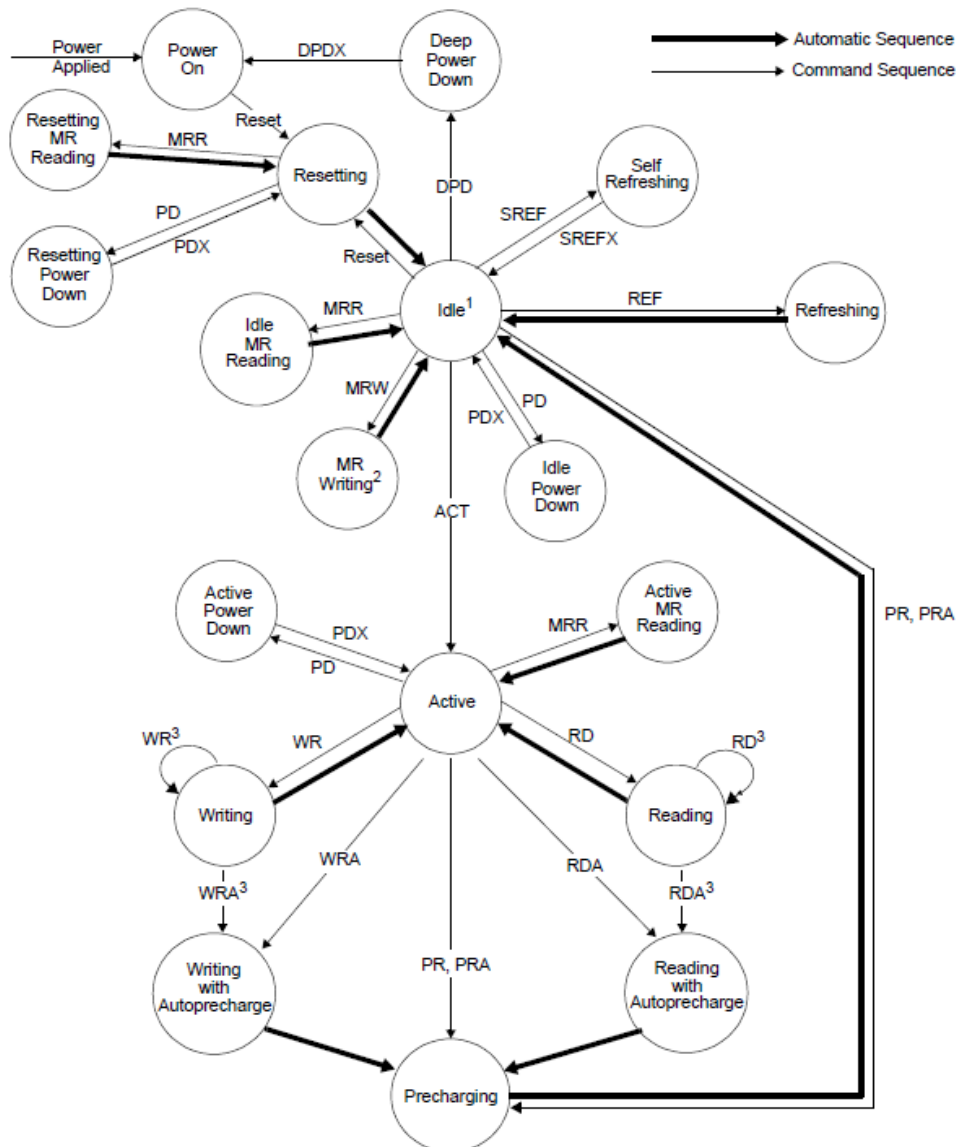 Power
Applied
Power
On
DPDX
Deep
Power
Down
Automatic Sequence
Command Sequence
Reset
Resetting
MR
Reading
MRR
Resetting
PD
PDX
Resetting
Power
Down
Reset
DPD
SREF
SREFX
Self
Refreshing
Idle
MR
Reading
MRR
Idle1
REF
Refreshing
MRW
MR
Writing2
PDX
PD
Idle
Power
Down
ACT
Active
Power
Down
PDX
PD
MRR
Active
MR
Reading
PR, PRA
Active
WR3
WR
RD
RD3
Writing
Reading
WRA3
WRA
RDA
RDA3
Writing
with
Autoprecharge
PR, PRA
Reading
with
Autoprecharge
Precharging